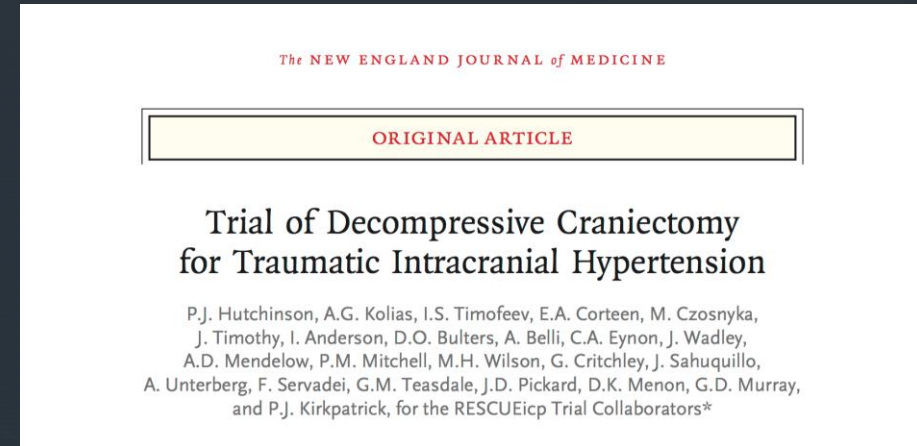 The NEW ENGLAND JOURNAL of MEDICINE
ORIGINAL ARTICLE
Trial of Decompressive Craniectomy
for Traumatic Intracranial Hypertension
P.J. Hutchinson, A.G. Kolias, I.S. Timofeev, E.A. Corteen, M. Czosnyka,
J. Timothy, I. Anderson, D.O. Bulters, A. Belli, C.A. Eynon, J. Wadley,
A.D. Mendelow, P.M. Mitchell, M.H. Wilson, G. Critchley, J. Sahuquillo,
A. Unterberg, F. Servadei, G.M. Teasdale, J.D. Pickard, D.K. Menon, G.D. Murray,
and P.J. Kirkpatrick, for the RESCUEicp Trial Collaborators*